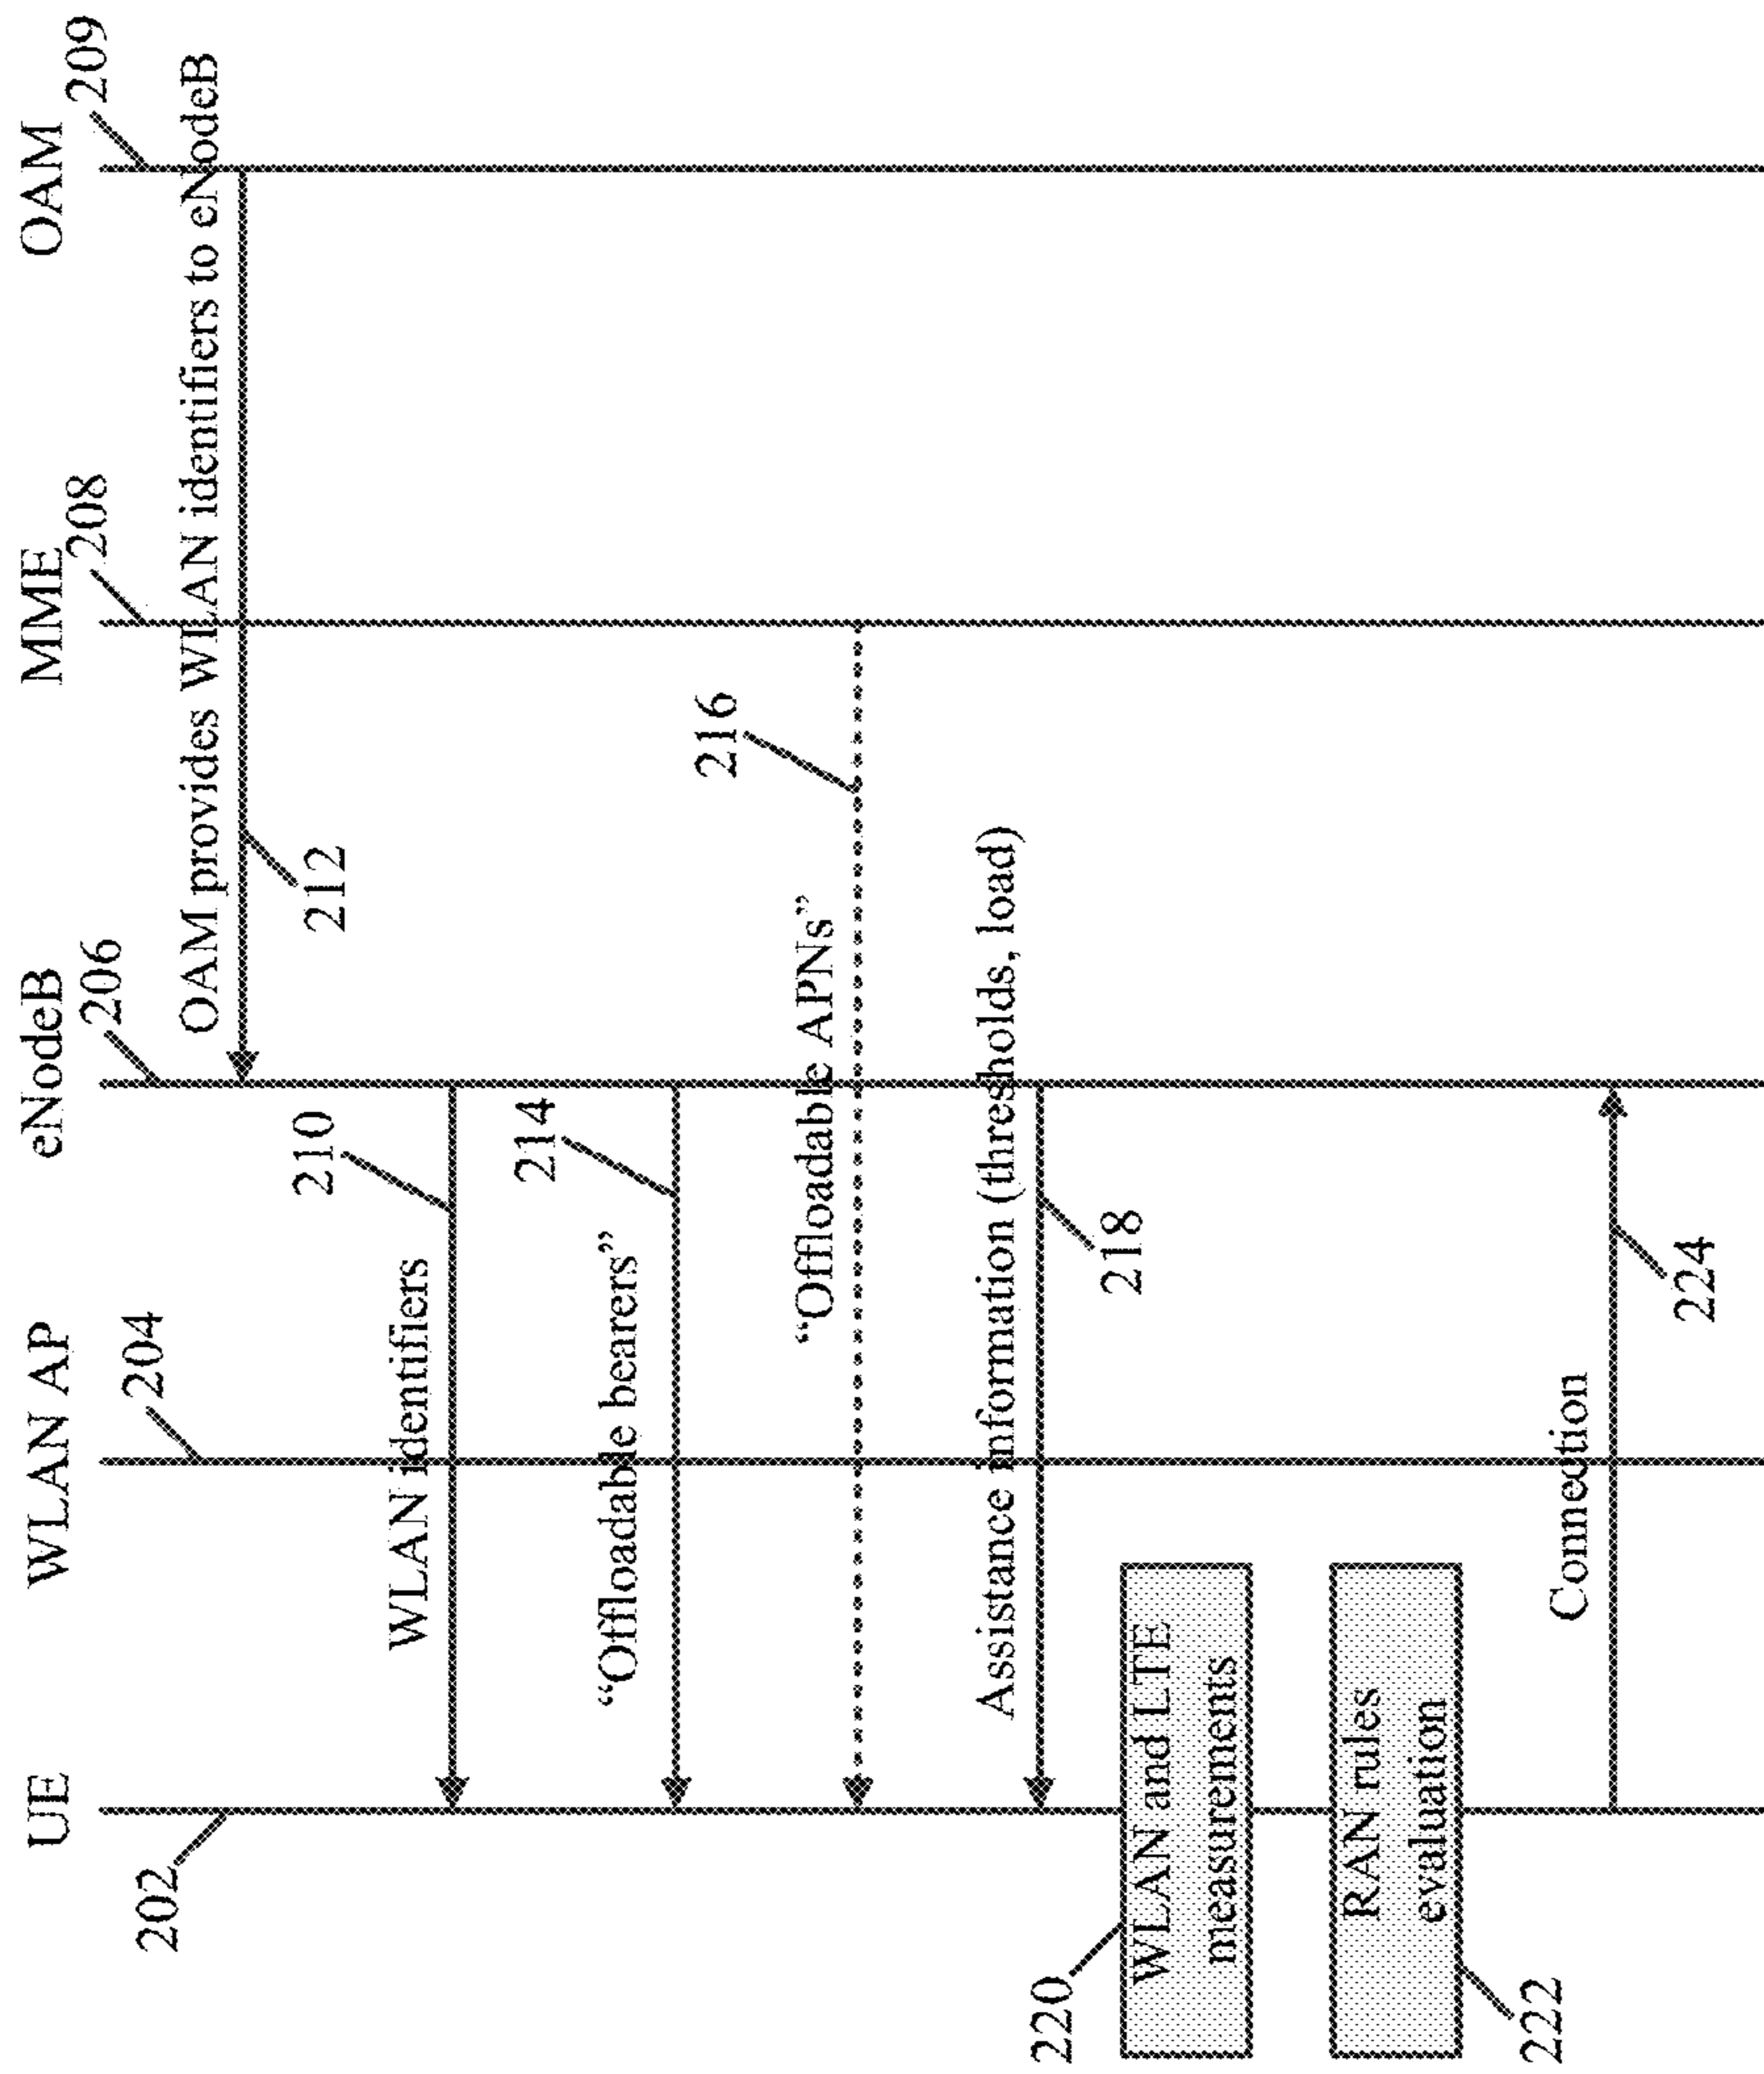 UE
WLAN AP
eNodeB
MME
OAM
202
204
206
208
209
OAM provides WLAN identifiers to eNodeB
212
210
WLAN identifiers
214
“Offloadable bearers”
216
“Offloadable APNs”
Assistance information (thresholds, load)
218
220
WLAN and LTE
measurements
RAN rules
evaluation
222
Connection
224